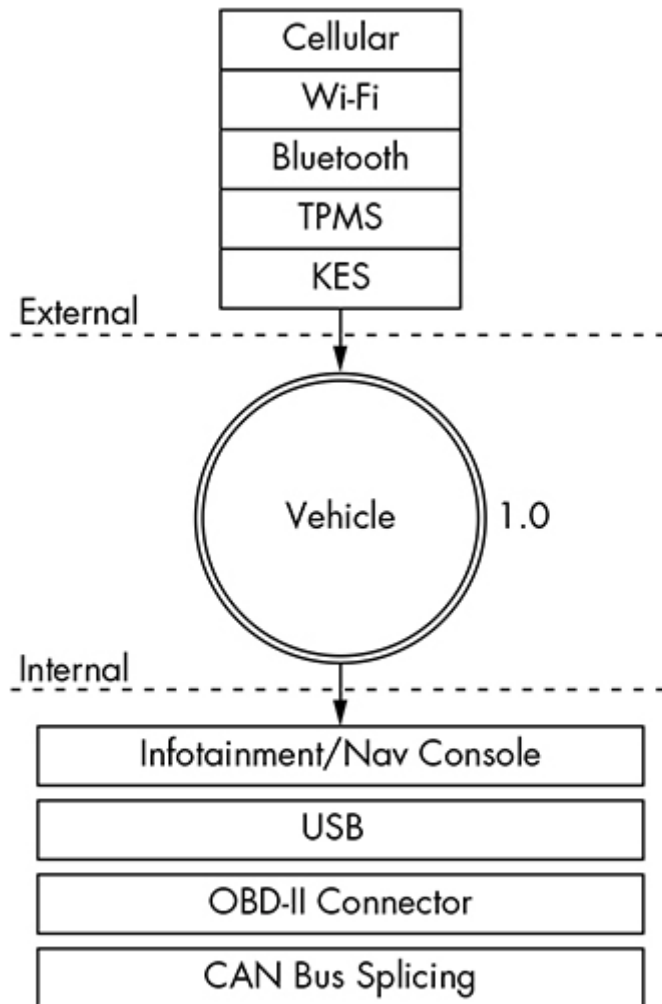 Cellular
Wi-Fi
Bluetooth
TPMS
KES
External
Vehicle
1.0
Internal
Infotainment/Nav Console
USB
OBD-II Connector
CAN Bus Splicing